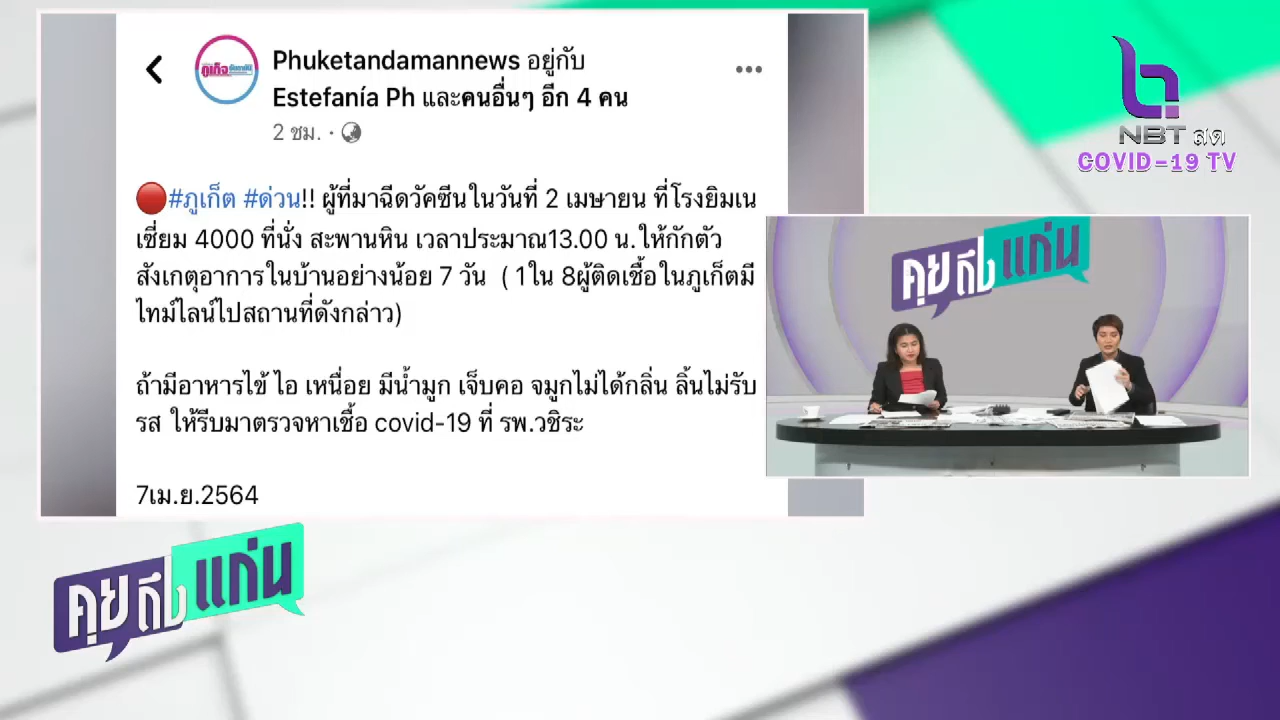 Phuketandamannews อยู่กับ
Estefanía Ph และคนอื่นๆ อีก 4 คน
2 ชม. ·
#ภูเก็ต #ด่วน!! ผู้ที่มาฉีดวัคซีนในวันที่ 2 เมษายน ที่โรงยิมเน
เซี่ยม 4000 ที่นั่ง สะพานหิน เวลาประมาณ13.00 น.ให้กักตัว
สังเกตุอาการในบ้านอย่างน้อย 7 วัน ( 1ใน 8ผู้ติดเชื้อในภูเก็ตมี
ไทม์ไลน์ไปสถานที่ดังกล่าว)
ถ้ามีอาหารไข้ ไอ เหนื่อย มีน้ำมูก เจ็บคอ จมูกไม่ได้กลิ่น ลิ้นไม่รับ
รส ให้รีบมาตรวจหาเชื้อ covid-19 ที่ รพ.วชิระ
7เม.ย.2564
ภูเก็จ
NBT สด
COVID-19 TV
คุยถึงแก่น
คุยถึงแก่น